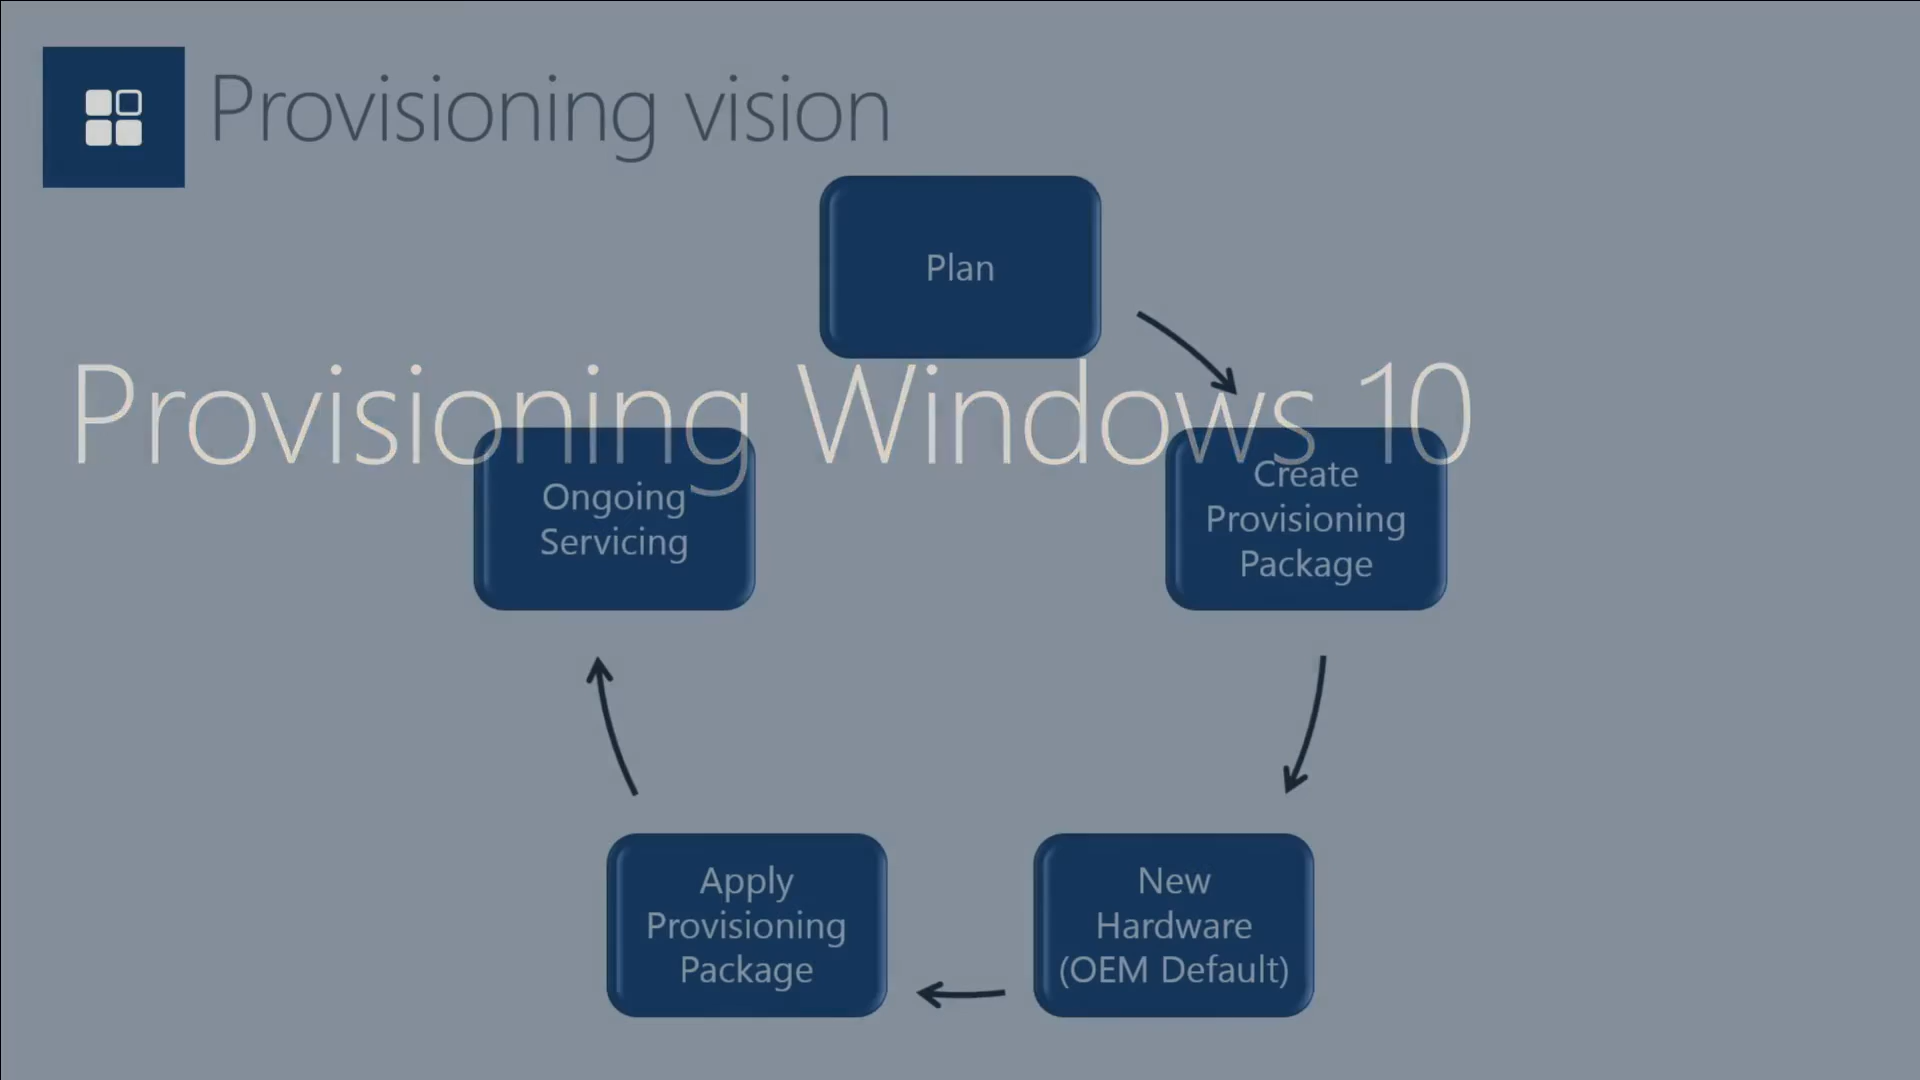 Provisioning vision
Plan
Provisioning Windows 10
Create
Provisioning
Package
Ongoing
Servicing
Apply
Provisioning
Package
New
Hardware
(OEM Default)